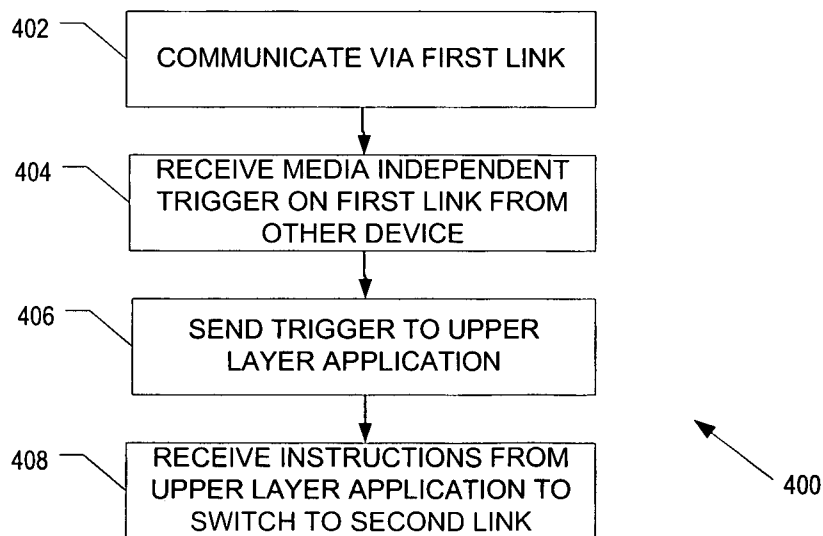 402
COMMUNICATE VIA FIRST LINK
404
RECEIVE MEDIA INDEPENDENT
TRIGGER ON FIRST LINK FROM
OTHER DEVICE
406
SEND TRIGGER TO UPPER
LAYER APPLICATION
408
RECEIVE INSTRUCTIONS FROM
UPPER LAYER APPLICATION TO
SWITCH TO SECOND LINK
400